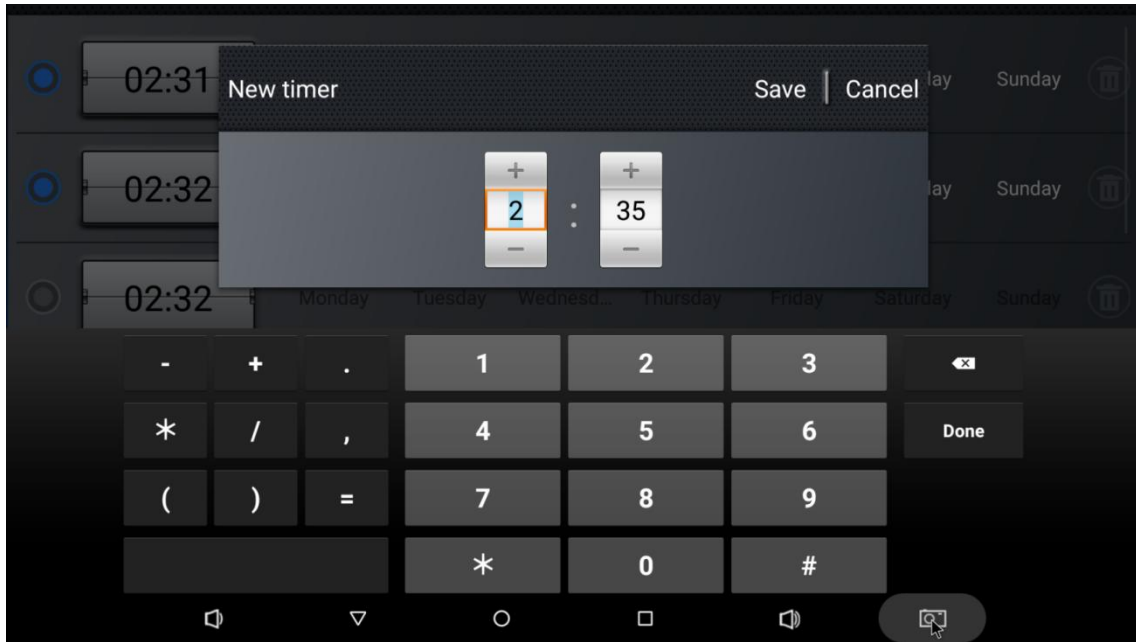 02:31 lay Sunday
New timer Save Cancel
02:32 lay Sunday
+ +
2 : 35
- -
02:32 Monday Tuesday Wednesd... Thursday Friday Saturday Sunday
- + . 1 2 3
* / , 4 5 6 Done
( ) = 7 8 9
* 0 #